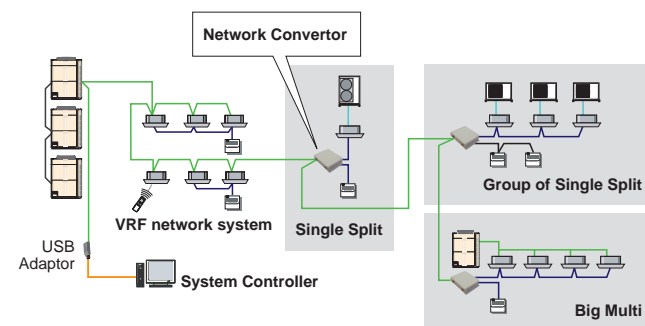 Network Convertor
VRF network system
Single Split
Group of Single Split
USB
Adaptor
System Controller
Big Multi